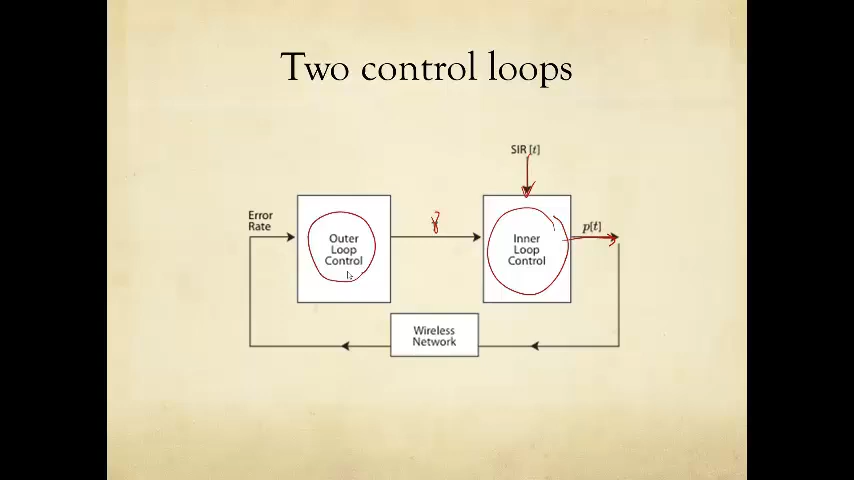 Two control loops
SIR [t]
Error
Rate
Outer
Loop
Control
γ
Inner
Loop
Control
p[t]
Wireless
Network